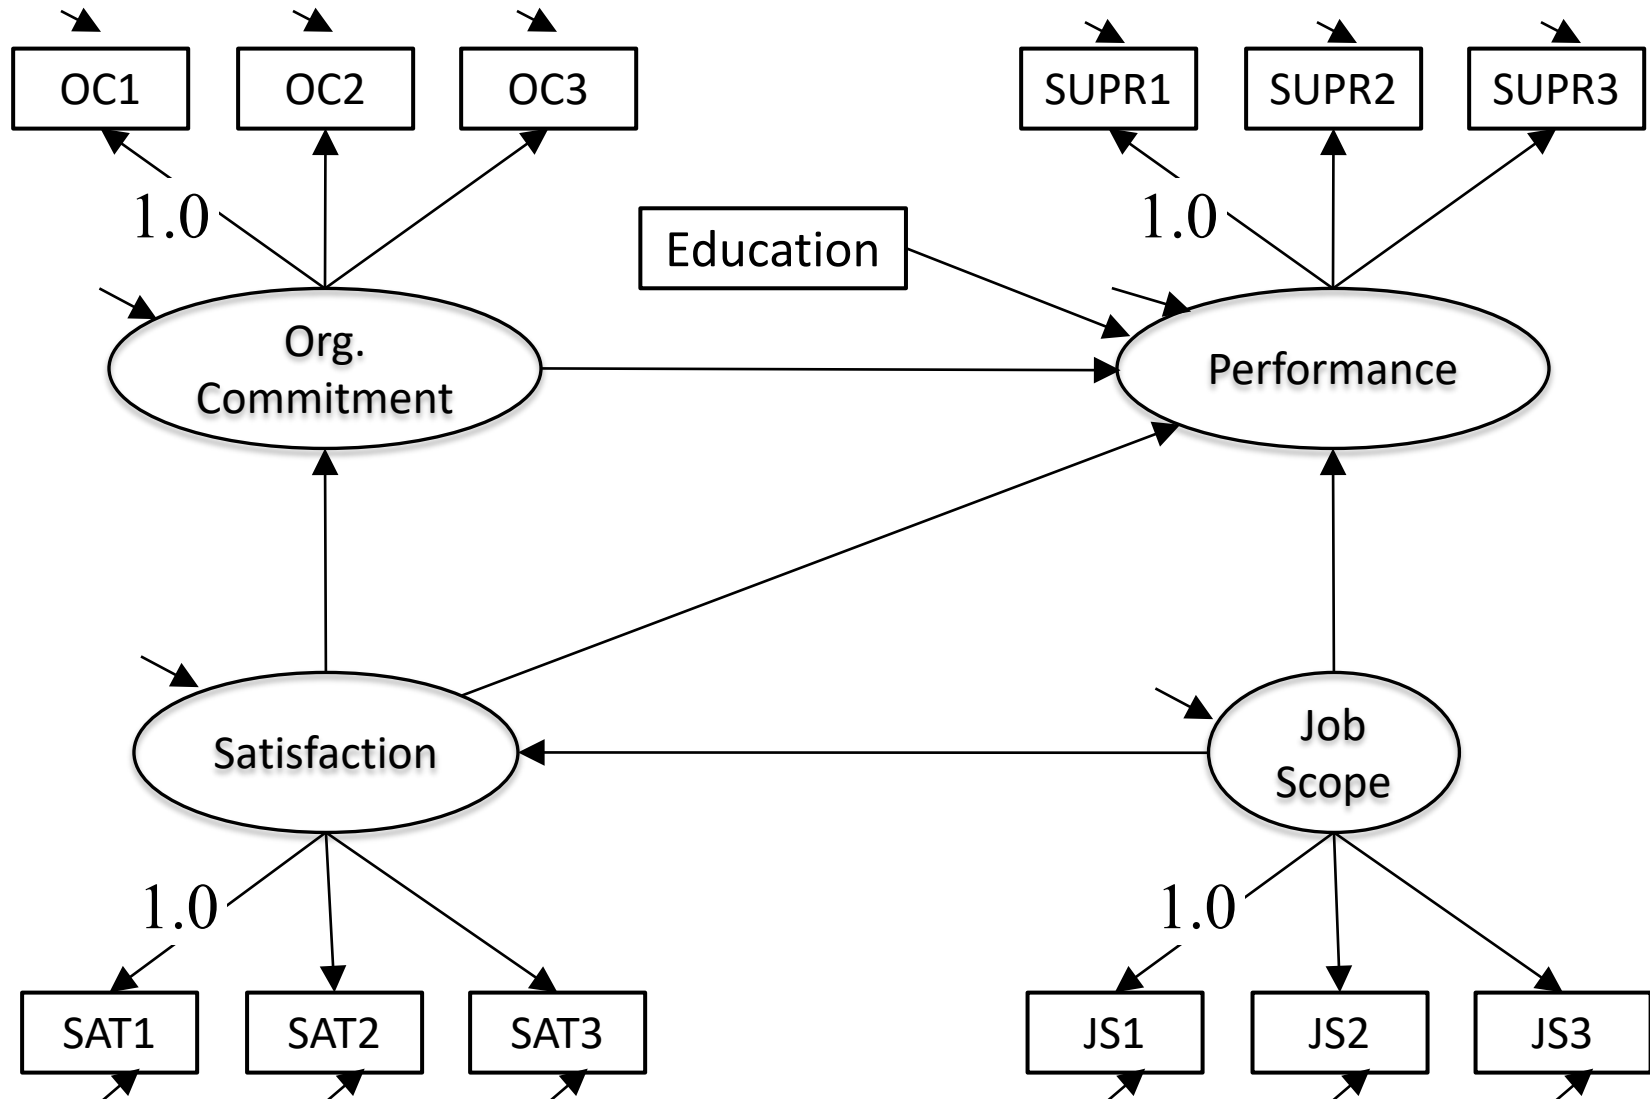 OC1
OC2
OC3
SUPR1
SUPR2
SUPR3
1.0
1.0
Education
Org.
Commitment
Performance
Satisfaction
Job
Scope
1.0
1.0
SAT1
SAT2
SAT3
JS1
JS2
JS3